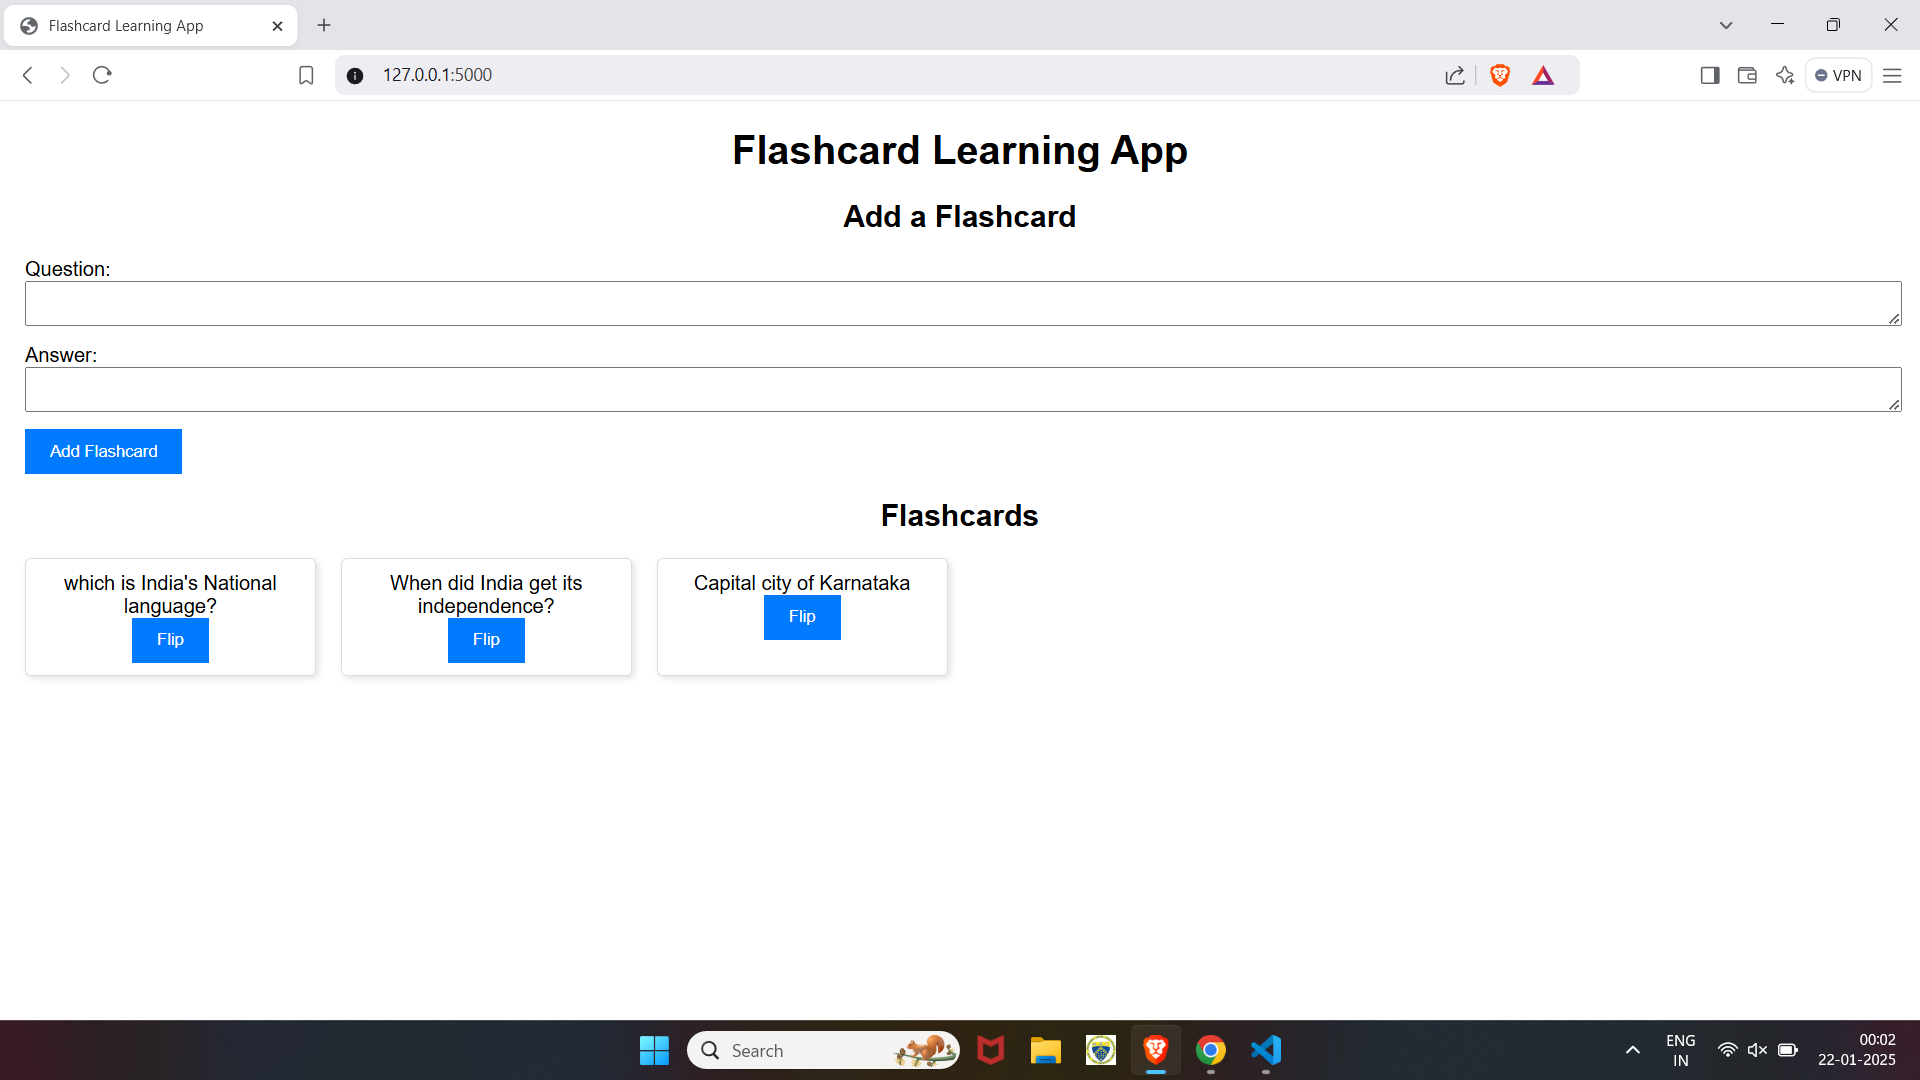 Flashcard Learning App
127.0.0.1:5000
VPN
Flashcard Learning App
Add a Flashcard
Question:
Answer:
Add Flashcard
Flashcards
which is India's National
language?
Flip
When did India get its
independence?
Flip
Capital city of Karnataka
Flip
Search
ENG
IN
00:02
22-01-2025